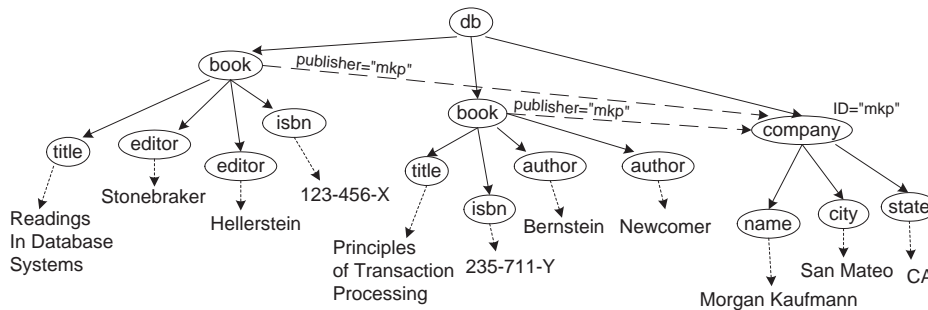 db
book
publisher="mkp"
publisher="mkp"
ID="mkp"
book
company
title
editor
editor
isbn
title
isbn
author
author
name
city
state
Readings
In Database
Systems
Stonebraker
Hellerstein
123-456-X
Principles
of Transaction
Processing
235-711-Y
Bernstein
Newcomer
Morgan Kaufmann
San Mateo
CA